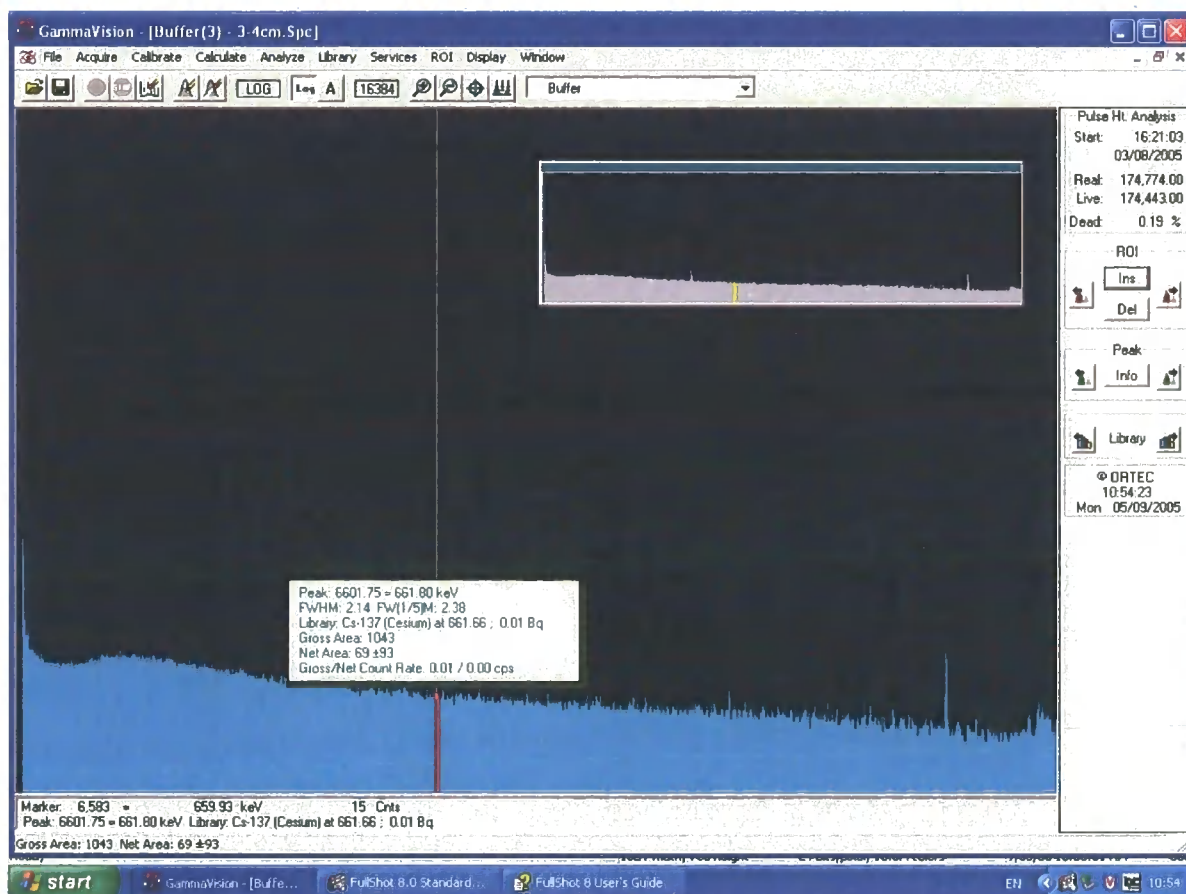 GammaVision - [Buffer(3) - 3-4cm.Spc]
File Acquire Calibrate Calculate Analyze Library Services ROI Display Window
LOG Log A 16384 Buffer
Pulse Ht. Analysis
Start: 16:21:03
03/08/2005
Real: 174,774.00
Live: 174,443.00
Dead: 0.19 %
ROI
Ins
Del
Peak
Info
Library
© ORTEC
10:54:23
Mon 05/09/2005
Peak: 6601.75 = 661.80 keV
FWHM: 2.14 FW(1/5)M: 2.38
Library: Cs-137 (Cesium) at 661.66 ; 0.01 Bq
Gross Area: 1043
Net Area: 69 ±93
Gross/Net Count Rate: 0.01 / 0.00 cps
Marker: 6,583 = 659.93 keV 15 Cnts
Peak: 6601.75 = 661.80 keV Library: Cs-137 (Cesium) at 661.66 ; 0.01 Bq
Gross Area: 1043 Net Area: 69 ±93
start GammaVision - [Buffe... FullShot 8.0 Standard... FullShot 8 User's Guide EN 10:54